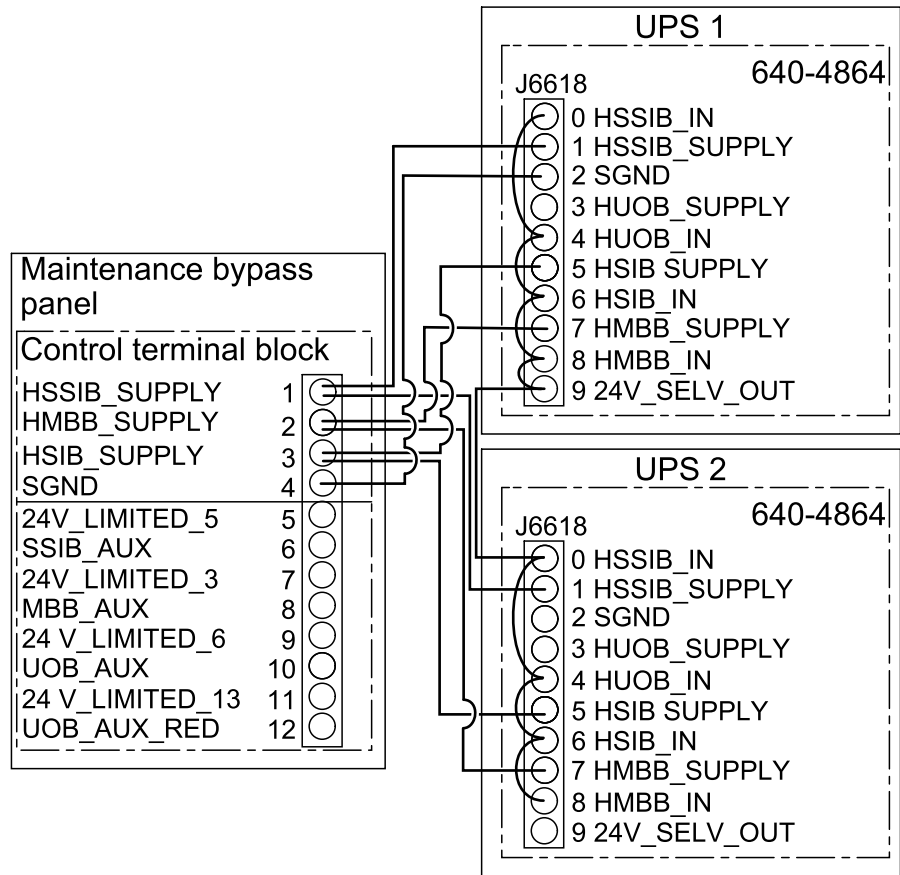 UPS 1
640-4864
J6618
0 HSSIB_IN
1 HSSIB_SUPPLY
2 SGND
3 HUOB_SUPPLY
4 HUOB_IN
5 HSIB SUPPLY
6 HSIB_IN
7 HMBB_SUPPLY
8 HMBB_IN
9 24V_SELV_OUT
Maintenance bypass
panel
Control terminal block
HSSIB_SUPPLY 1
HMBB_SUPPLY 2
HSIB_SUPPLY 3
SGND 4
24V_LIMITED_5 5
SSIB_AUX 6
24V_LIMITED_3 7
MBB_AUX 8
24 V_LIMITED_6 9
UOB_AUX 10
24 V_LIMITED_13 11
UOB_AUX_RED 12
UPS 2
640-4864
J6618
0 HSSIB_IN
1 HSSIB_SUPPLY
2 SGND
3 HUOB_SUPPLY
4 HUOB_IN
5 HSIB SUPPLY
6 HSIB_IN
7 HMBB_SUPPLY
8 HMBB_IN
9 24V_SELV_OUT